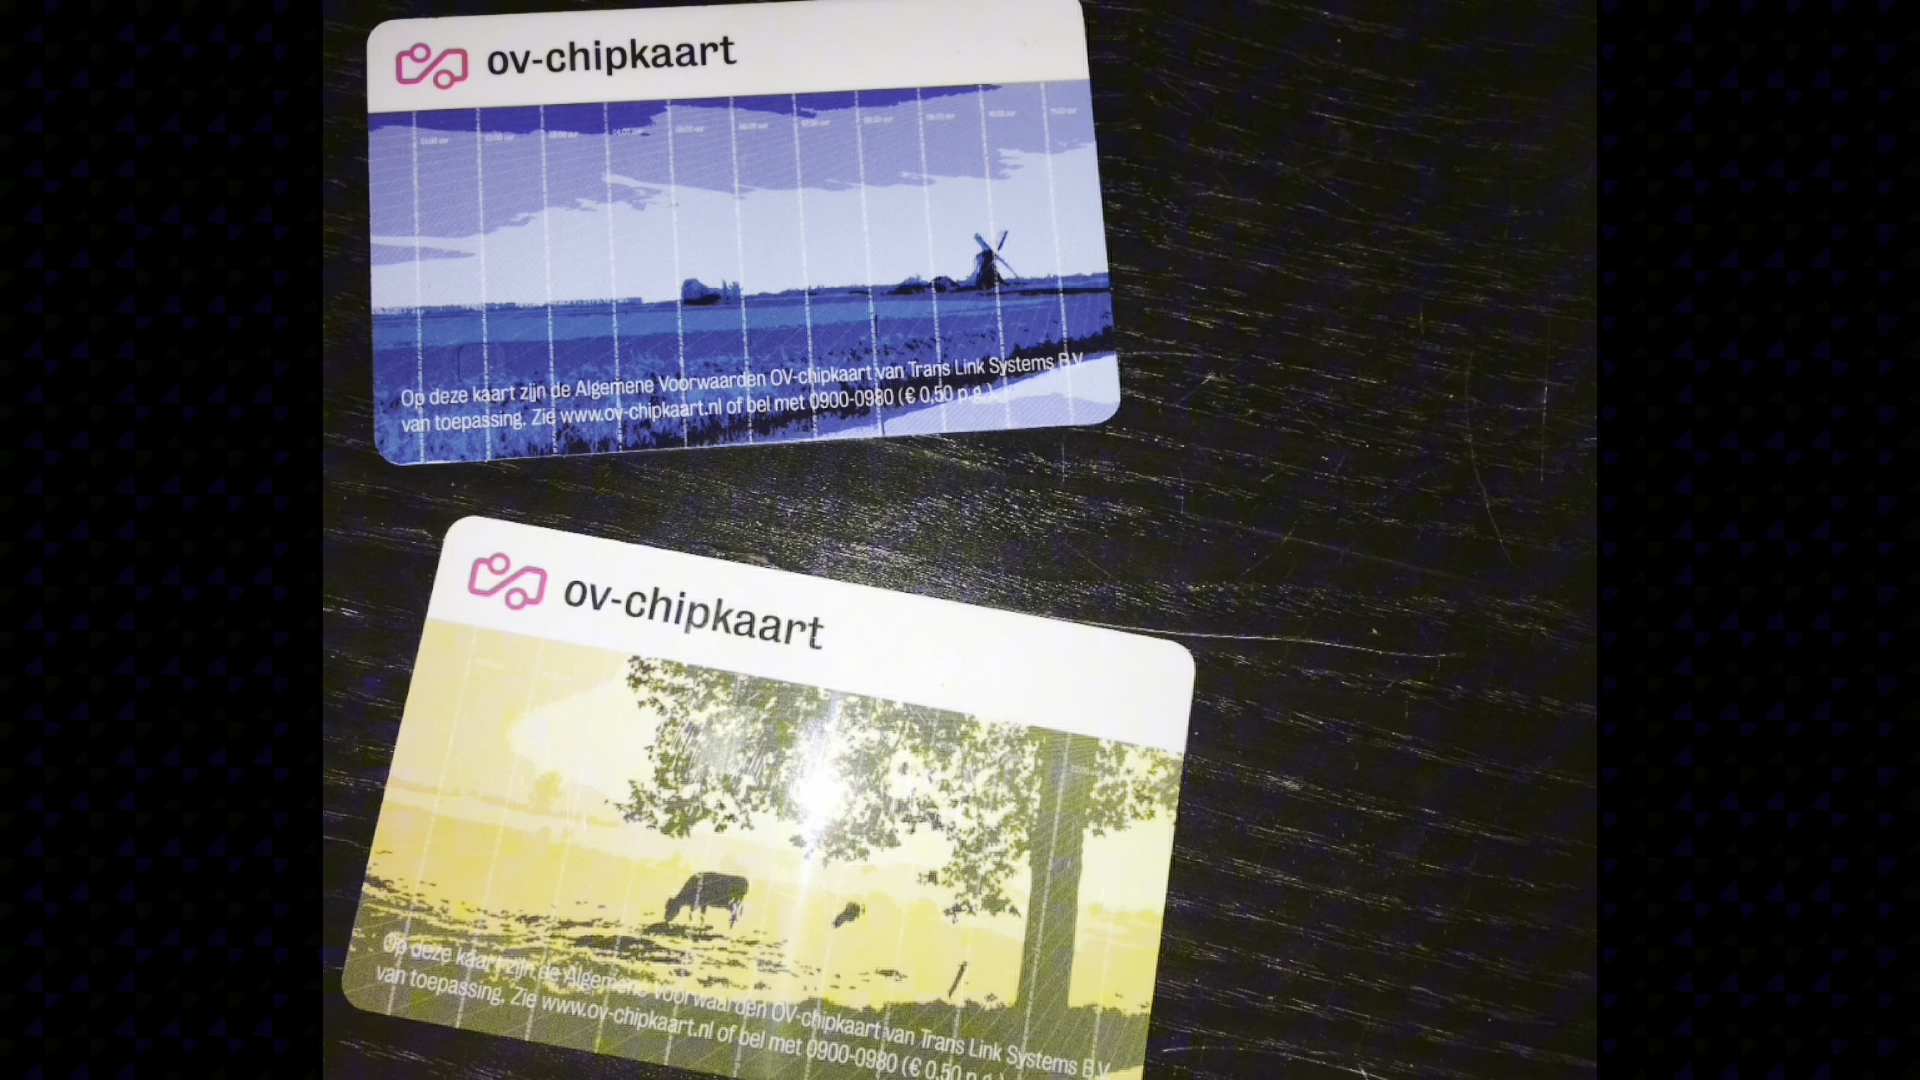 ov-chipkaart
Op deze kaart zijn de Algemene Voorwaarden OV-chipkaart van Trans Link Systems B.V.
van toepassing. Zie www.ov-chipkaart.nl of bel met 0900-0980 (€ 0,50 p.g.)
ov-chipkaart
Op deze kaart zijn de Algemene Voorwaarden OV-chipkaart van Trans Link Systems B.V.
van toepassing. Zie www.ov-chipkaart.nl of bel met 0900-0980 (€ 0,50 p.g.)